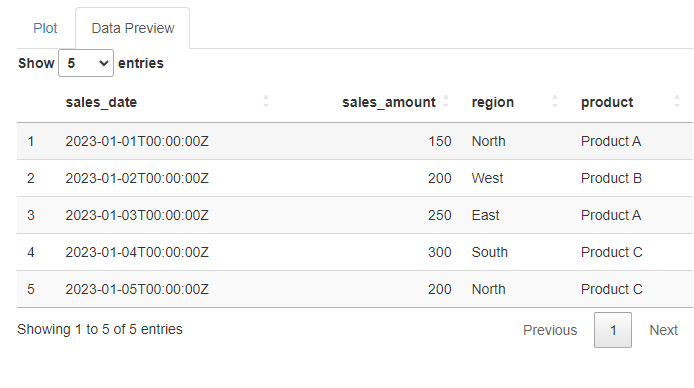 Plot Data Preview
Show 5 entries
sales_date sales_amount region product
1 2023-01-01T00:00:00Z 150 North Product A
2 2023-01-02T00:00:00Z 200 West Product B
3 2023-01-03T00:00:00Z 250 East Product A
4 2023-01-04T00:00:00Z 300 South Product C
5 2023-01-05T00:00:00Z 200 North Product C
Showing 1 to 5 of 5 entries Previous 1 Next